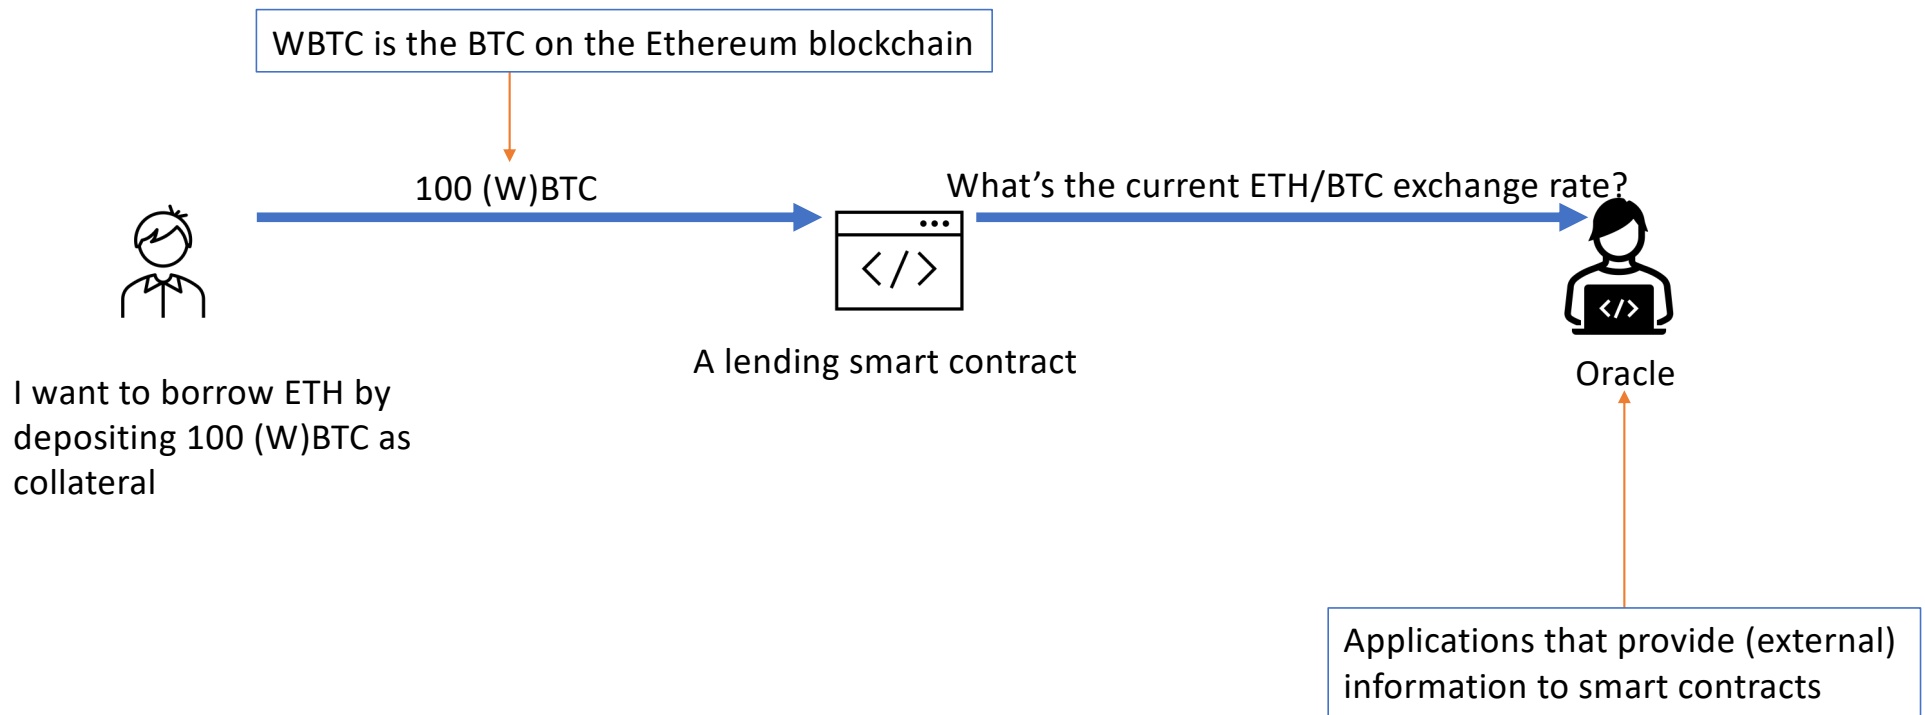 WBTC is the BTC on the Ethereum blockchain
100 (W)BTC
What’s the current ETH/BTC exchange rate?
</>
</>
A lending smart contract
Oracle
I want to borrow ETH by
depositing 100 (W)BTC as
collateral
Applications that provide (external)
information to smart contracts